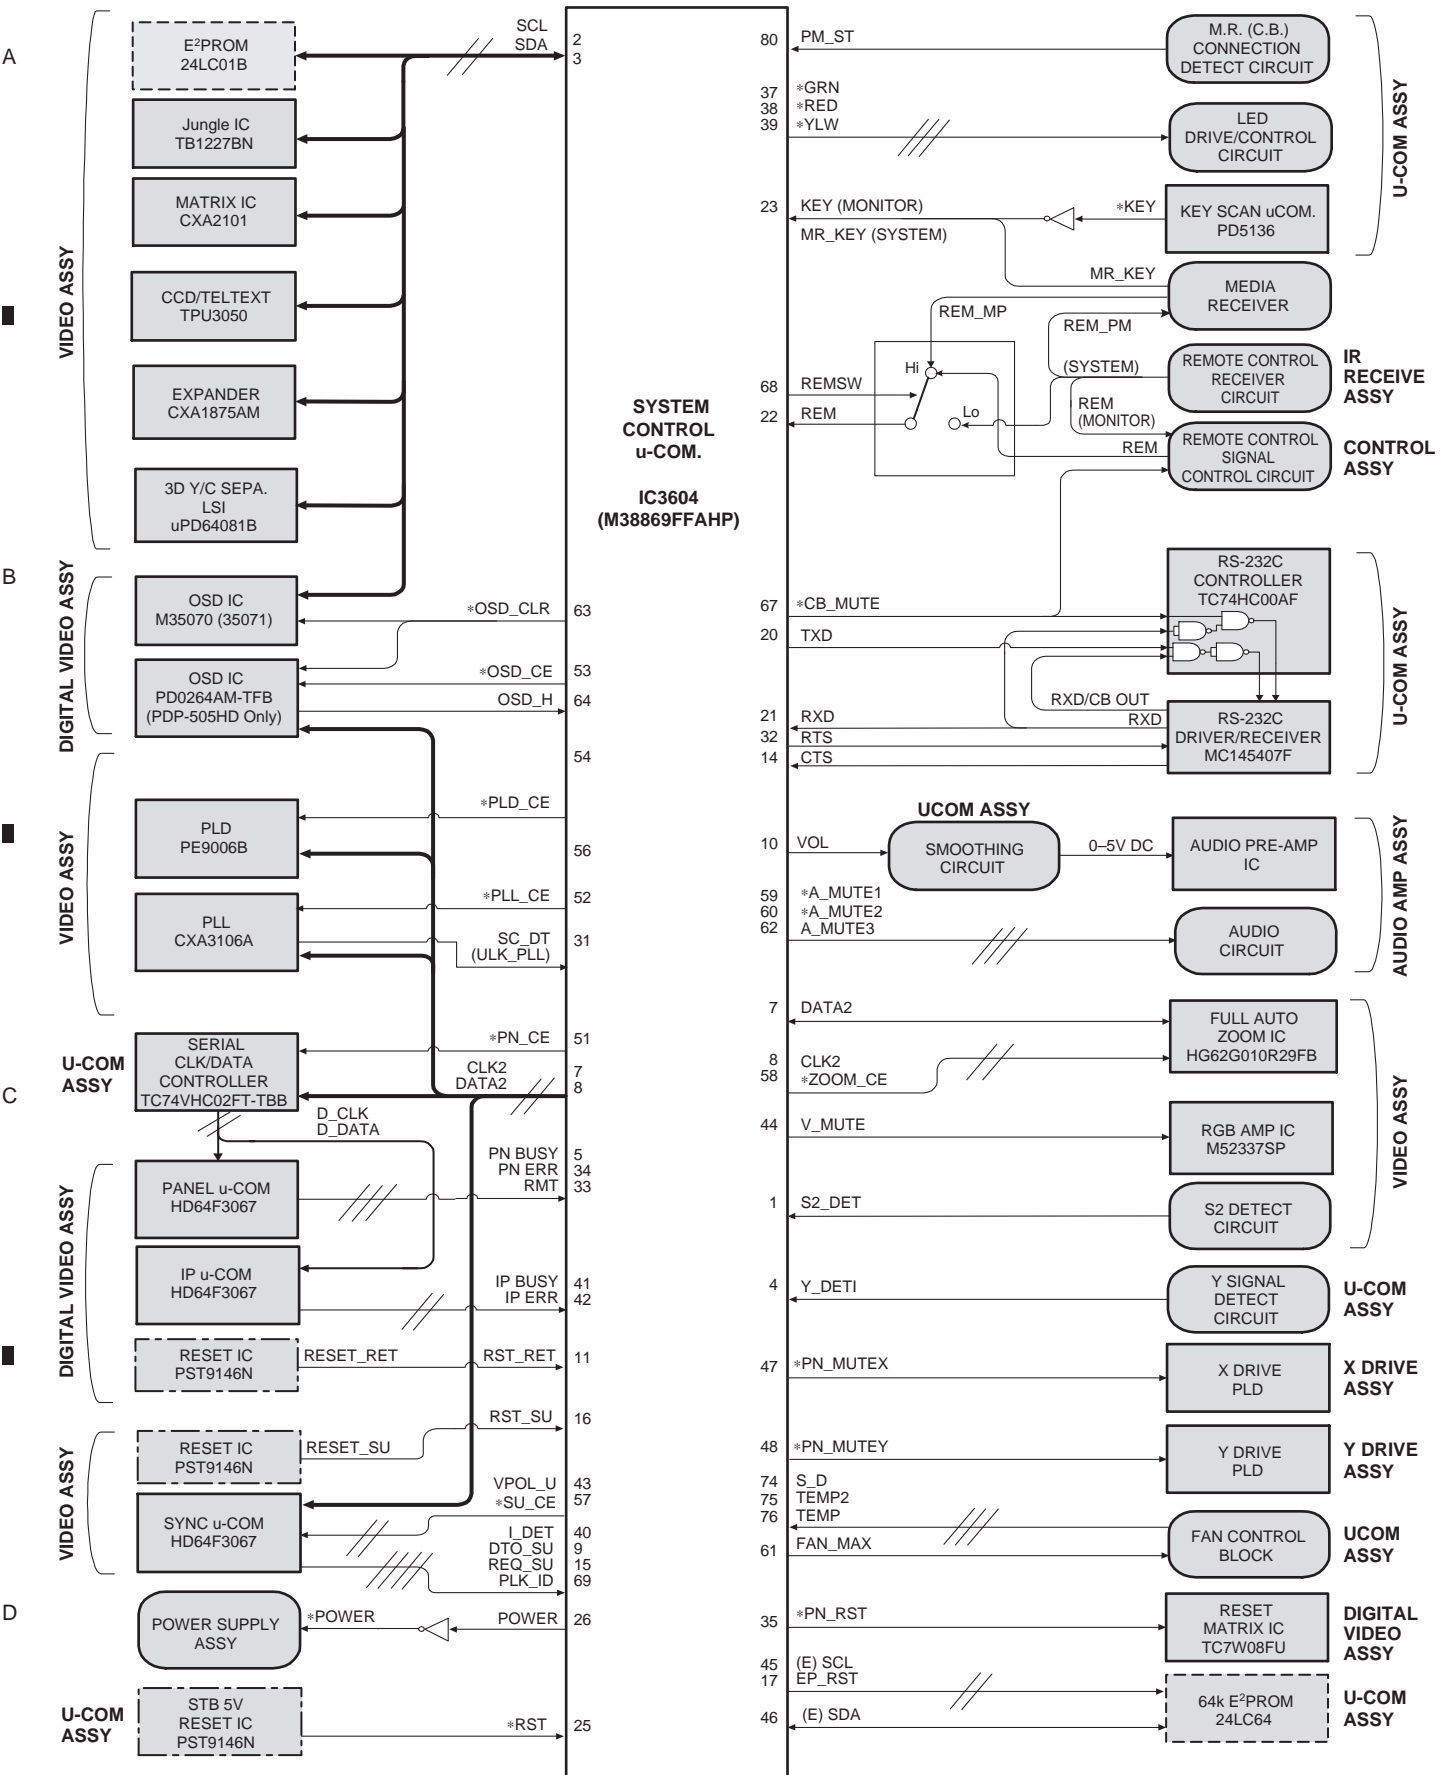 A
B
C
D
VIDEO ASSY
E²PROM
24LC01B
Jungle IC
TB1227BN
MATRIX IC
CXA2101
CCD/TELTEXT
TPU3050
EXPANDER
CXA1875AM
3D Y/C SEPA.
LSI
uPD64081B
SCL
SDA
2
3
DIGITAL VIDEO ASSY
OSD IC
M35070 (35071)
OSD IC
PD0264AM-TFB
(PDP-505HD Only)
*OSD_CLR
63
*OSD_CE
53
OSD_H
64
54
VIDEO ASSY
PLD
PE9006B
*PLD_CE
56
PLL
CXA3106A
*PLL_CE
52
SC_DT
(ULK_PLL)
31
U-COM
ASSY
SERIAL
CLK/DATA
CONTROLLER
TC74VHC02FT-TBB
*PN_CE
51
CLK2
DATA2
7
8
D_CLK
D_DATA
DIGITAL VIDEO ASSY
PANEL u-COM
HD64F3067
PN BUSY
PN ERR
RMT
5
34
33
IP u-COM
HD64F3067
IP BUSY
IP ERR
41
42
RESET IC
PST9146N
RESET_RET
RST_RET
11
VIDEO ASSY
RESET IC
PST9146N
RESET_SU
RST_SU
16
SYNC u-COM
HD64F3067
VPOL_U
*SU_CE
43
57
I_DET
DTO_SU
REQ_SU
PLK_ID
40
9
15
69
POWER SUPPLY
ASSY
*POWER
POWER
26
U-COM
ASSY
STB 5V
RESET IC
PST9146N
*RST
25
SYSTEM
CONTROL
u-COM.
IC3604
(M38869FFAHP)
80
PM_ST
M.R. (C.B.)
CONNECTION
DETECT CIRCUIT
37
38
39
*GRN
*RED
*YLW
LED
DRIVE/CONTROL
CIRCUIT
U-COM ASSY
23
KEY (MONITOR)
MR_KEY (SYSTEM)
*KEY
KEY SCAN uCOM.
PD5136
MR_KEY
MEDIA
RECEIVER
REM_MP
REM_PM
(SYSTEM)
REMOTE CONTROL
RECEIVER
CIRCUIT
IR
RECEIVE
ASSY
68
REMSW
Hi
22
REM
Lo
REM
(MONITOR)
REM
REMOTE CONTROL
SIGNAL
CONTROL CIRCUIT
CONTROL
ASSY
67
*CB_MUTE
20
TXD
RS-232C
CONTROLLER
TC74HC00AF
U-COM ASSY
RXD/CB OUT
RXD
21
RXD
32
RTS
14
CTS
RS-232C
DRIVER/RECEIVER
MC145407F
UCOM ASSY
10
VOL
SMOOTHING
CIRCUIT
0–5V DC
AUDIO PRE-AMP
IC
AUDIO AMP ASSY
59
60
62
*A_MUTE1
*A_MUTE2
A_MUTE3
AUDIO
CIRCUIT
7
DATA2
8
58
CLK2
*ZOOM_CE
FULL AUTO
ZOOM IC
HG62G010R29FB
44
V_MUTE
RGB AMP IC
M52337SP
VIDEO ASSY
1
S2_DET
S2 DETECT
CIRCUIT
4
Y_DETI
Y SIGNAL
DETECT
CIRCUIT
U-COM
ASSY
47
*PN_MUTEX
X DRIVE
PLD
X DRIVE
ASSY
48
*PN_MUTEY
Y DRIVE
PLD
Y DRIVE
ASSY
74
75
76
S_D
TEMP2
TEMP
61
FAN_MAX
FAN CONTROL
BLOCK
UCOM
ASSY
35
*PN_RST
RESET
MATRIX IC
TC7W08FU
DIGITAL
VIDEO
ASSY
45
17
(E) SCL
EP_RST
46
(E) SDA
64k E²PROM
24LC64
U-COM
ASSY